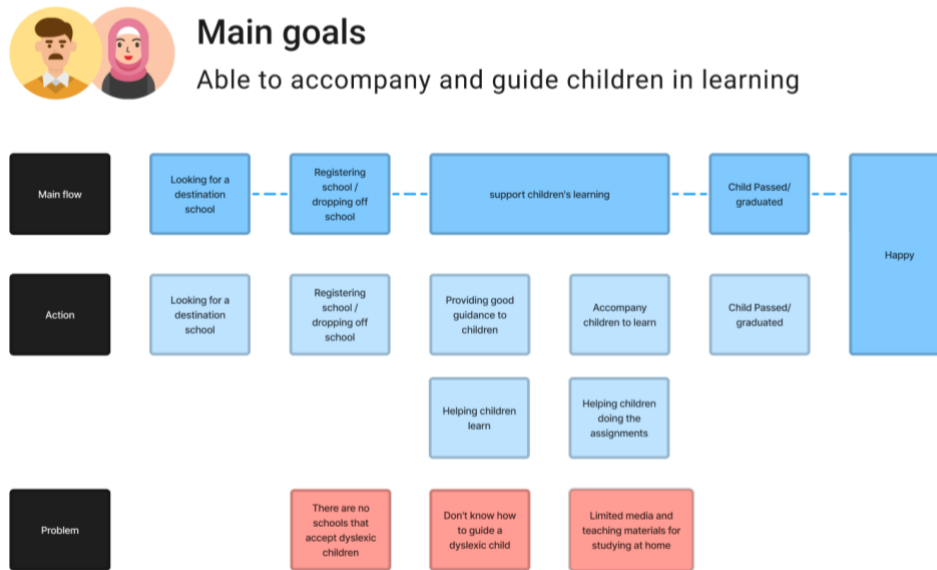 Main goals
Able to accompany and guide children in learning
Main flow
Looking for a
destination
school
Registering
school /
dropping off
school
support children's learning
Child Passed/
graduated
Happy
Action
Looking for a
destination
school
Registering
school /
dropping off
school
Providing good
guidance to
children
Accompany
children to learn
Child Passed/
graduated
Helping children
learn
Helping children
doing the
assignments
Problem
There are no
schools that
accept dyslexic
children
Don't know how
to guide a
dyslexic child
Limited media and
teaching materials for
studying at home